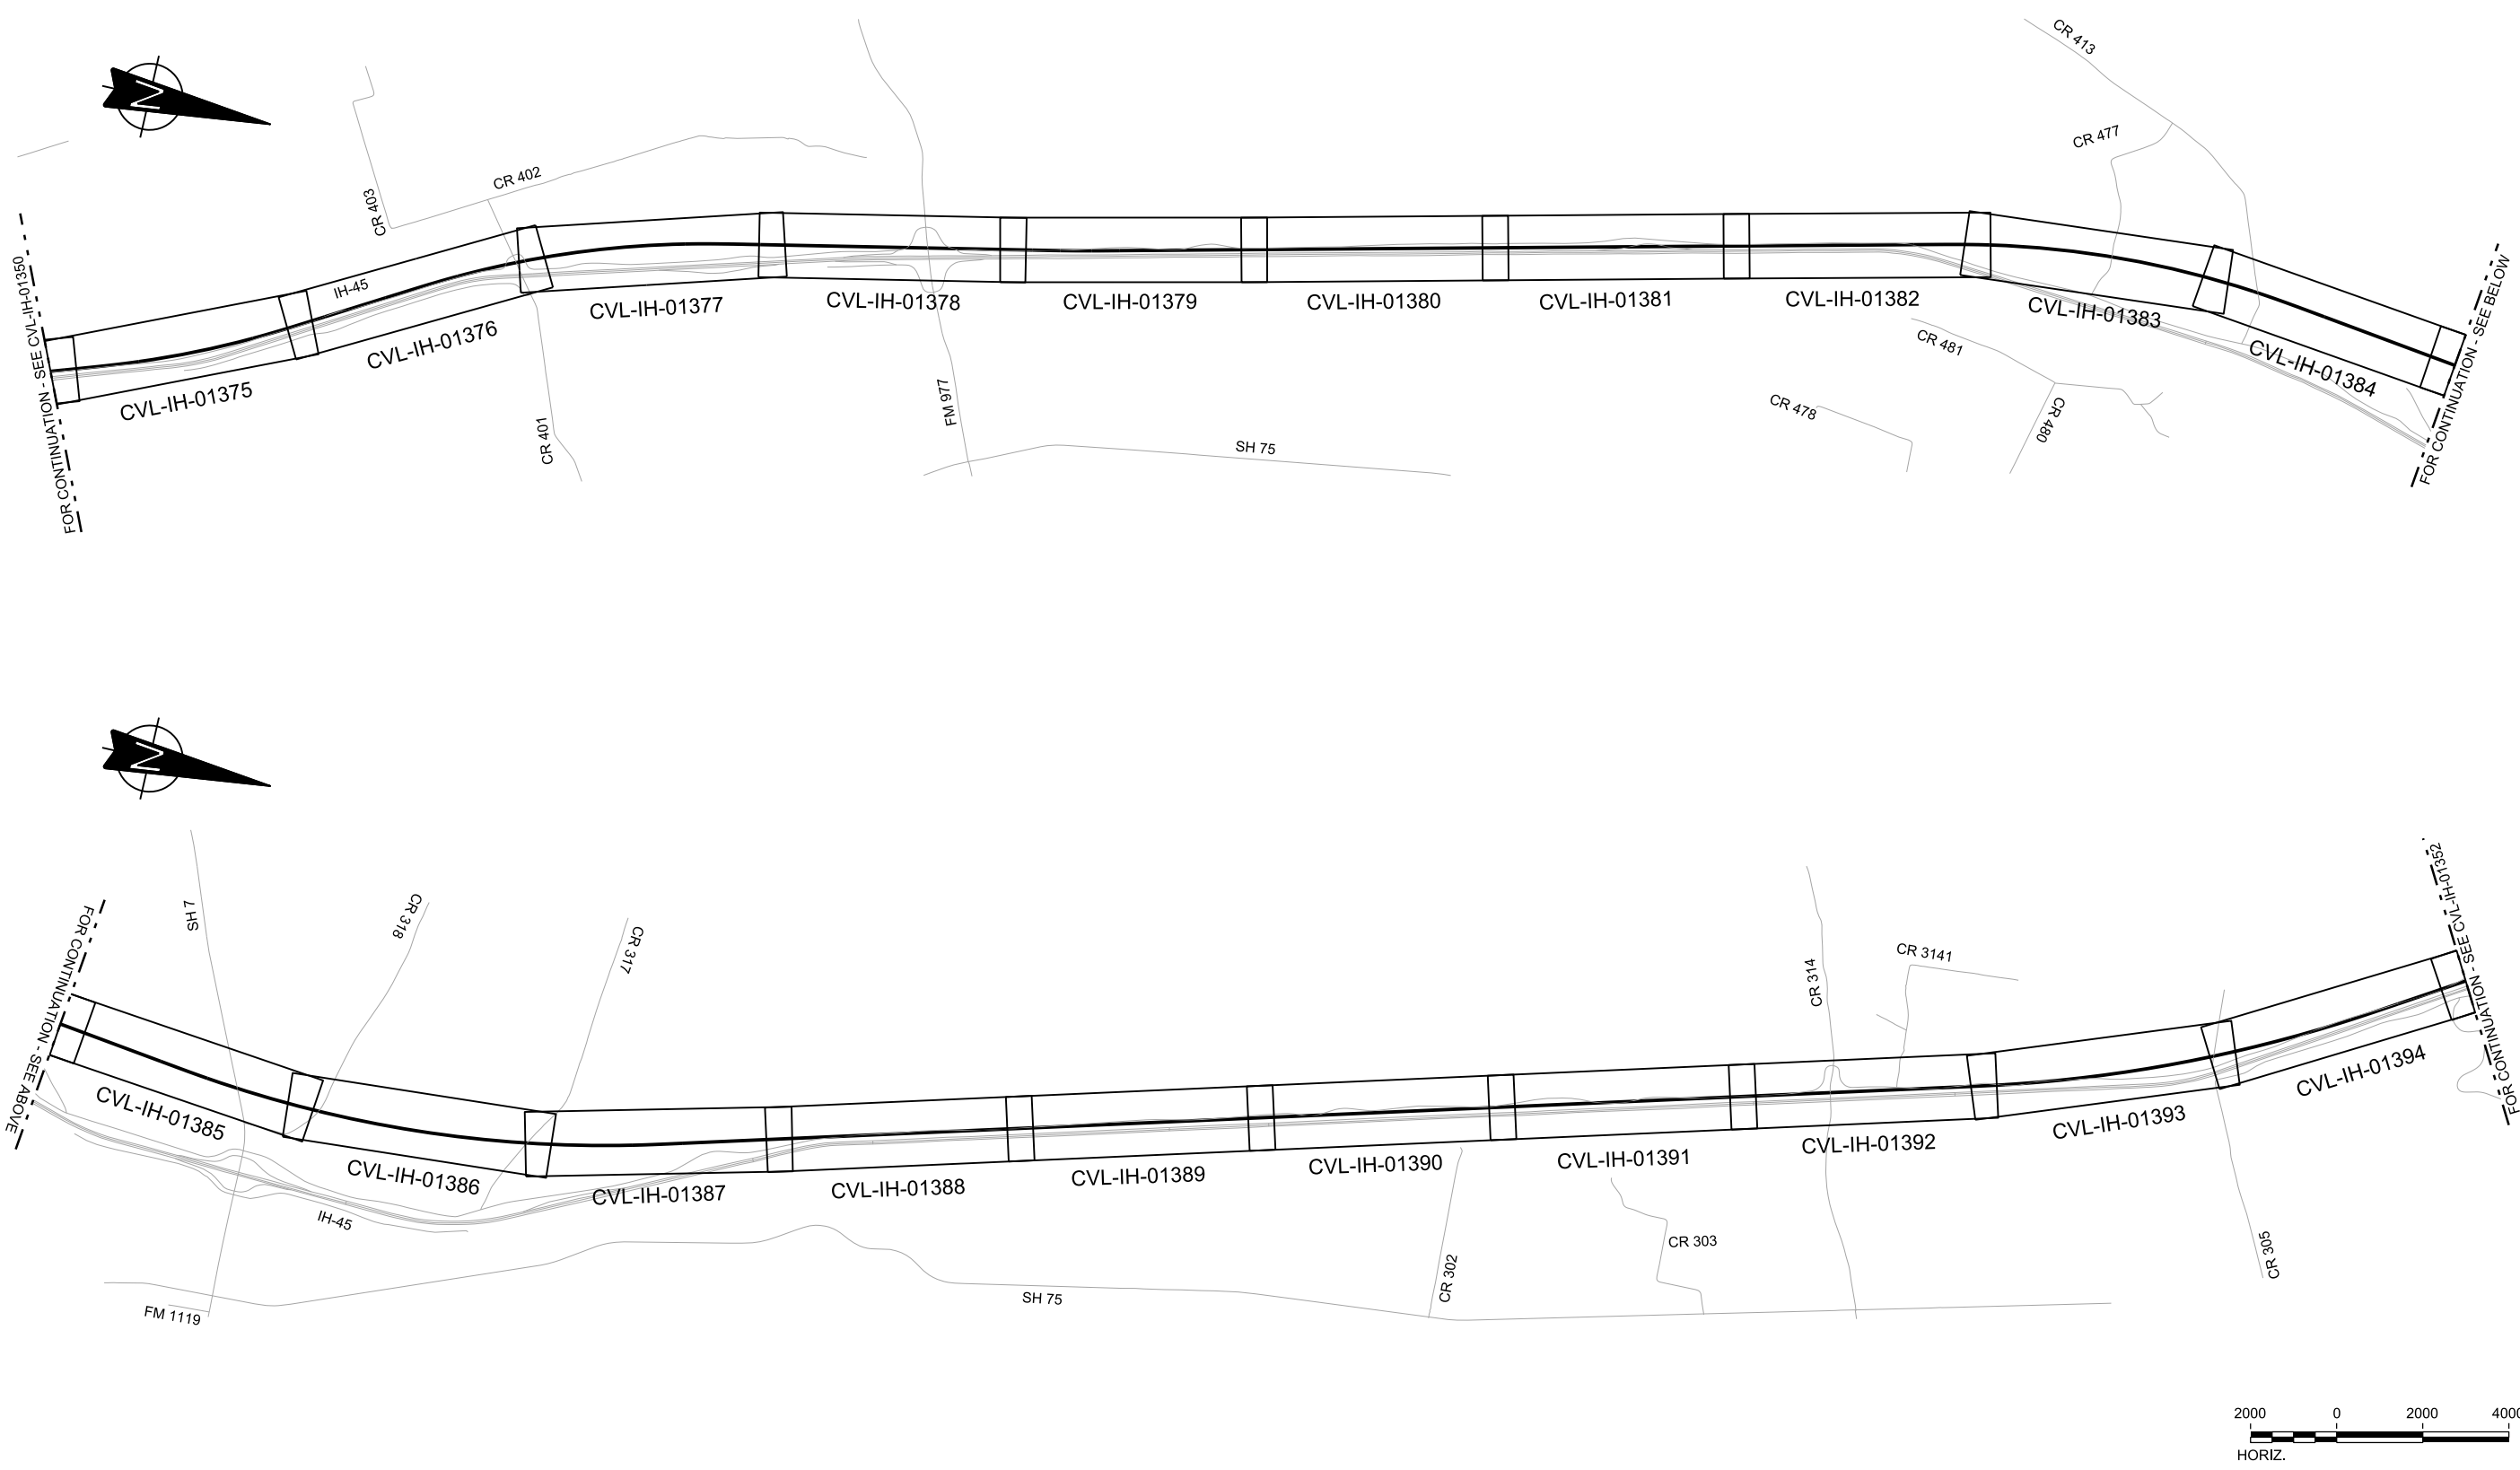 N
CR 413
CR 477
CR 402
CR 403
IH-45
FOR CONTINUATION - SEE CVL-IH-01350
CVL-IH-01375
CVL-IH-01376
CVL-IH-01377
CVL-IH-01378
CVL-IH-01379
CVL-IH-01380
CVL-IH-01381
CVL-IH-01382
CVL-IH-01383
CVL-IH-01384
FOR CONTINUATION - SEE BELOW
CR 401
FM 977
SH 75
CR 478
CR 481
CR 480
N
SH 7
CR 318
CR 317
CR 314
CR 3141
FOR CONTINUATION - SEE ABOVE
CVL-IH-01385
CVL-IH-01386
CVL-IH-01387
CVL-IH-01388
CVL-IH-01389
CVL-IH-01390
CVL-IH-01391
CVL-IH-01392
CVL-IH-01393
CVL-IH-01394
FOR CONTINUATION - SEE CVL-IH-01352
IH-45
FM 1119
SH 75
CR 302
CR 303
CR 305
2000 0 2000 4000
HORIZ.